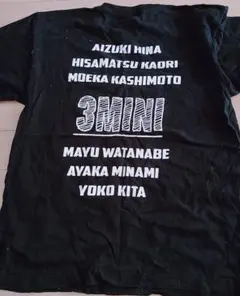 AIZUKI HINA
HISAMATSU KAORI
MOEKA KASHIMOTO
3MINI
MAYU WATANABE
AYAKA MINAMI
YOKO KITA